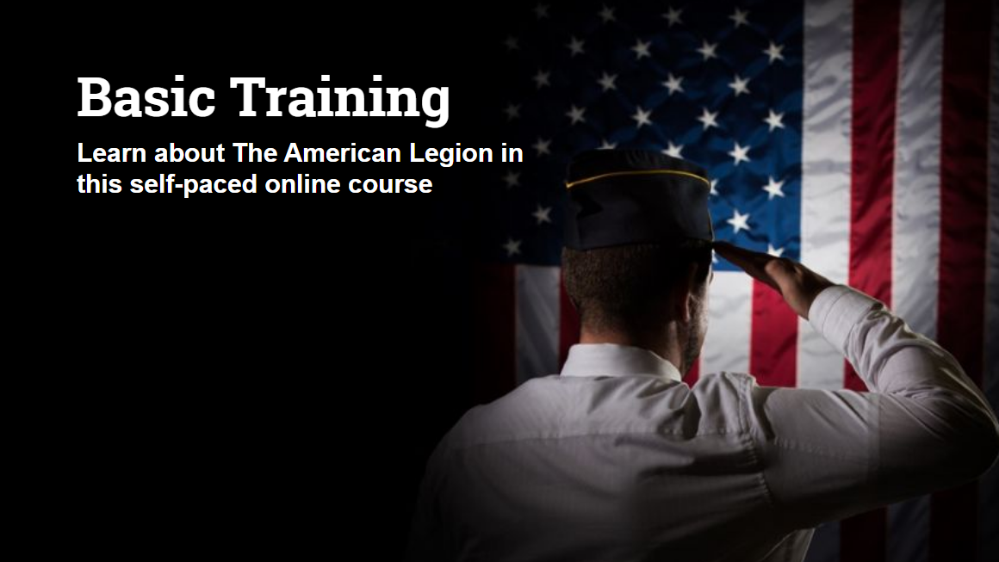 Basic Training
Learn about The American Legion in
this self-paced online course